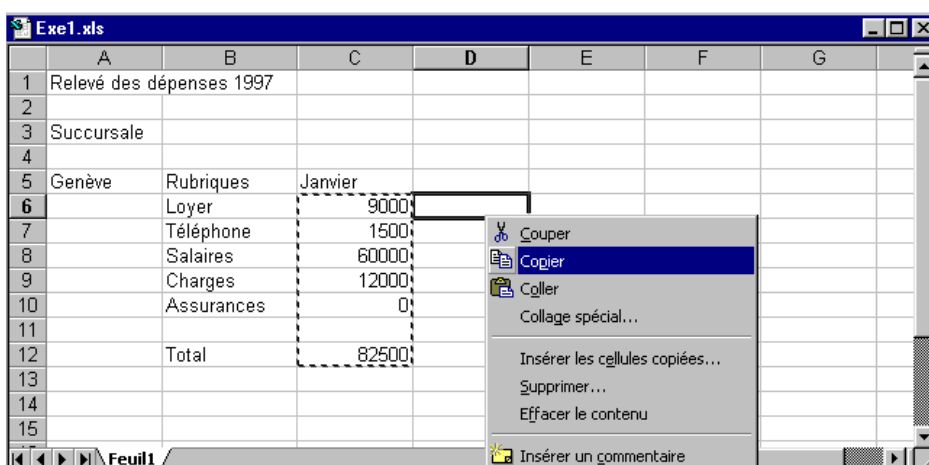 Exe1.xls
A B C D E F G
1 Relevé des dépenses 1997
2
3 Succursale
4
5 Genève Rubriques Janvier
6 Loyer 9000
7 Téléphone 1500
8 Salaires 60000
9 Charges 12000
10 Assurances 0
11
12 Total 82500
13
14
15
Couper
Copier
Coller
Collage spécial...
Insérer les cellules copiées...
Supprimer...
Effacer le contenu
Insérer un commentaire
Feuil1